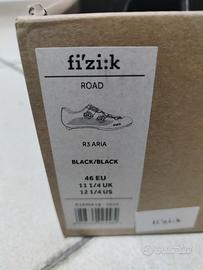 fi'zi:k
ROAD
R3 ARIA
BLACK/BLACK
46 EU
11 1/4 UK
12 1/4 US
fi'zi:k